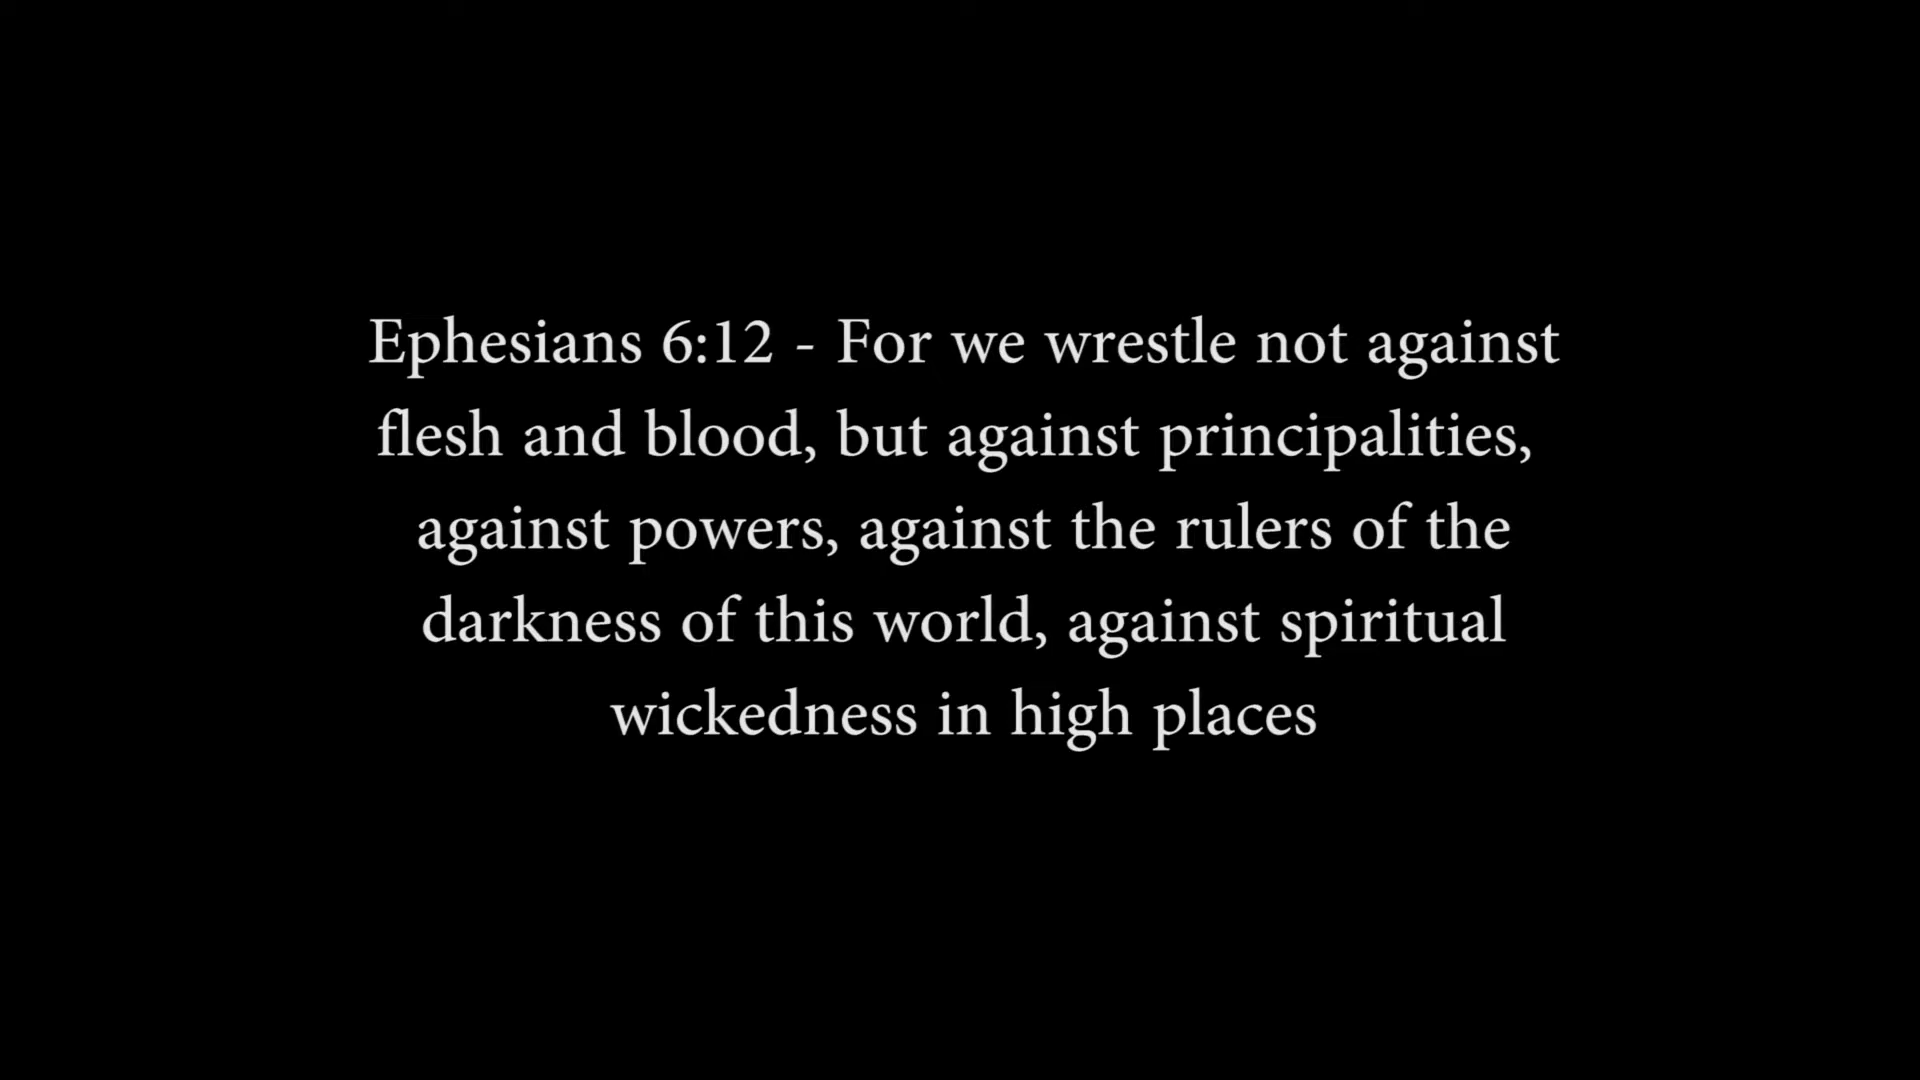 Ephesians 6:12 - For we wrestle not against
flesh and blood, but against principalities,
against powers, against the rulers of the
darkness of this world, against spiritual
wickedness in high places